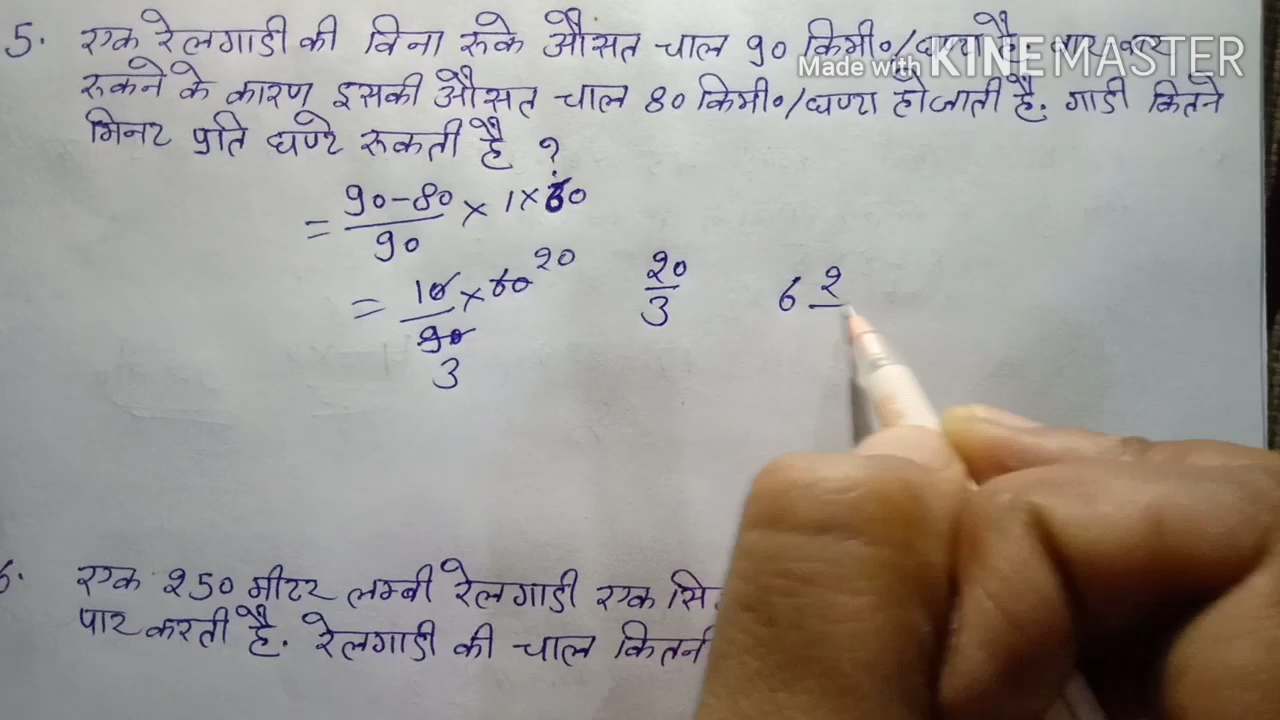 5. एक रेलगाडी की विना रुके औसत चाल 90 किमी०/घण्टा है.
Made with KINEMASTER
रुकने के कारण इसकी औसत चाल 80 किमी०/घण्टा हो जाती है. गाडी कितने
मिनट प्रति घण्टे रुकती है ?
= 90-80/90 × 1×60
= 10/90 × 60 20
3
20/3
6 2
6. एक 250 मीटर लम्बी रेलगाडी एक
पार करती है. रेलगाडी की चाल